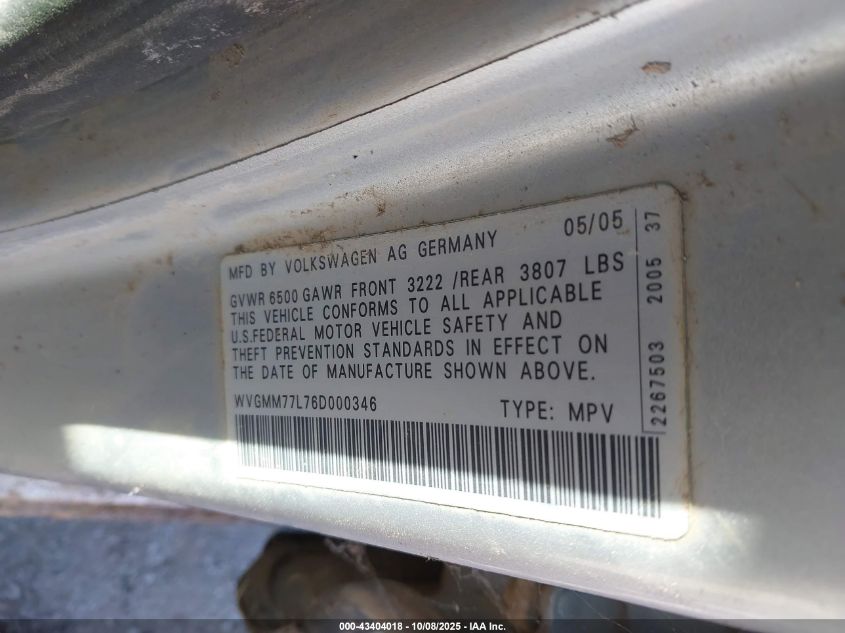 MFD BY VOLKSWAGEN AG GERMANY 05/05
GVWR 6500 GAWR FRONT 3222 /REAR 3807 LBS
THIS VEHICLE CONFORMS TO ALL APPLICABLE
U.S.FEDERAL MOTOR VEHICLE SAFETY AND
THEFT PREVENTION STANDARDS IN EFFECT ON
THE DATE OF MANUFACTURE SHOWN ABOVE.
WVGMM77L76D000346 TYPE: MPV
2267503 2005 37
000-43404018 - 10/08/2025 - IAA Inc.